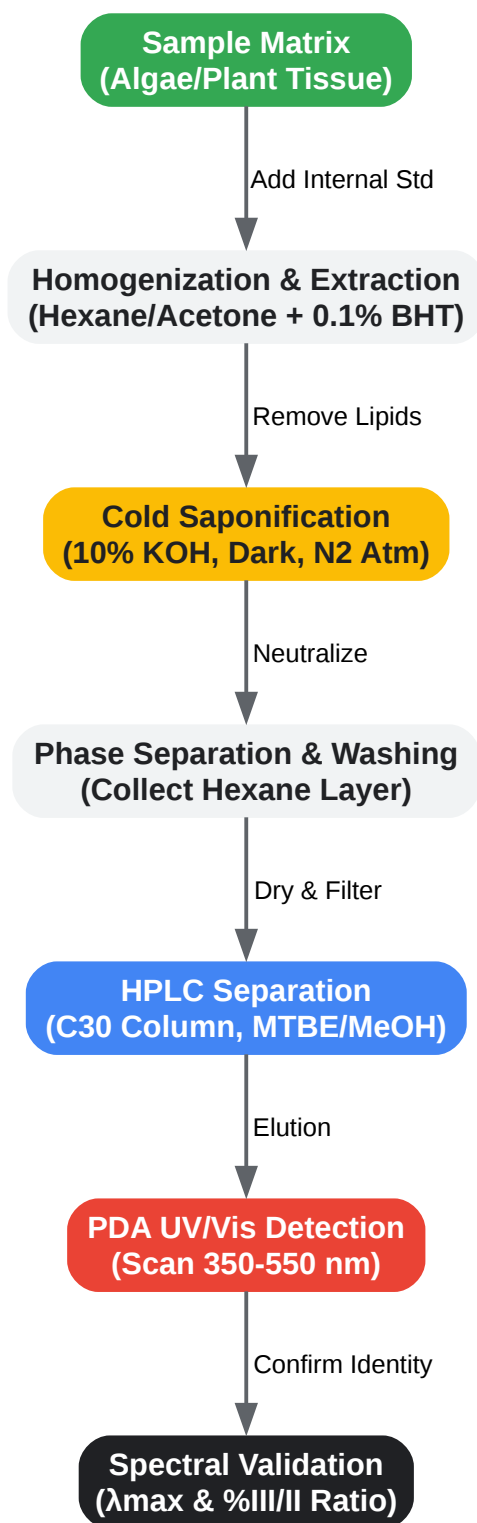 Sample Matrix
(Algae/Plant Tissue)
Add Internal Std
Homogenization & Extraction
(Hexane/Acetone + 0.1% BHT)
Remove Lipids
Cold Saponification
(10% KOH, Dark, N2 Atm)
Neutralize
Phase Separation & Washing
(Collect Hexane Layer)
Dry & Filter
HPLC Separation
(C30 Column, MTBE/MeOH)
Elution
PDA UV/Vis Detection
(Scan 350-550 nm)
Confirm Identity
Spectral Validation
(λmax & %III/II Ratio)